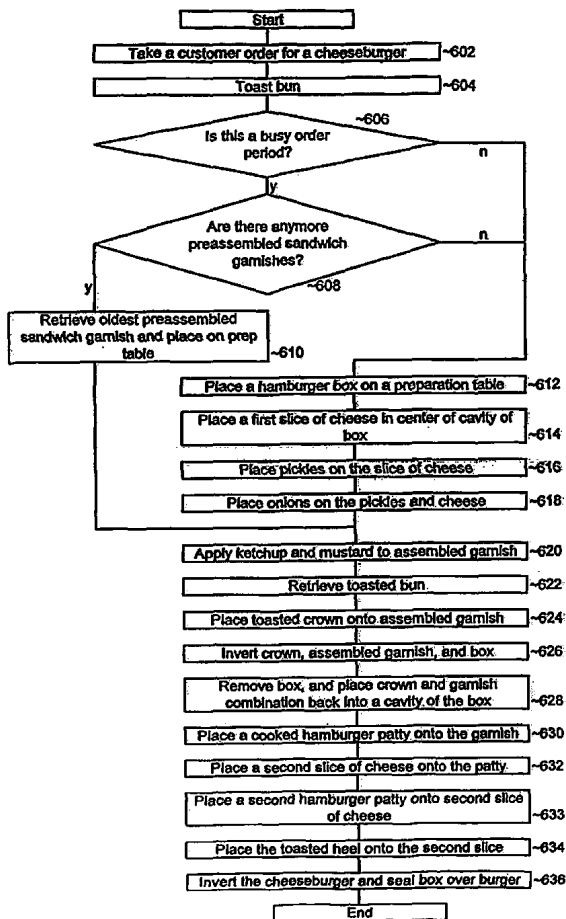 Start
Take a customer order for a cheeseburger ~602
Toast bun ~604
~606
Is this a busy order
period?
n
y
Are there anymore
preassembled sandwich
garnishes?
n
~608
y
Retrieve oldest preassembled
sandwich garnish and place on prep
table
~610
Place a hamburger box on a preparation table ~612
Place a first slice of cheese in center of cavity of
box
~614
Place pickles on the slice of cheese ~616
Place onions on the pickles and cheese ~618
Apply ketchup and mustard to assembled garnish ~620
Retrieve toasted bun ~622
Place toasted crown onto assembled garnish ~624
Invert crown, assembled garnish, and box ~626
Remove box, and place crown and garnish
combination back into a cavity of the box
~628
Place a cooked hamburger patty onto the garnish ~630
Place a second slice of cheese onto the patty ~632
Place a second hamburger patty onto second slice
of cheese
~633
Place the toasted heel onto the second slice ~634
Invert the cheeseburger and seal box over burger ~636
End